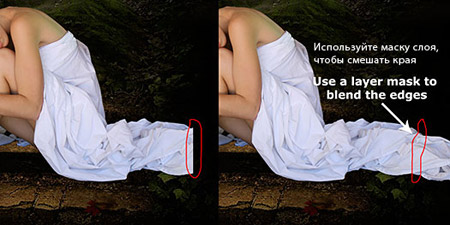 Используйте маску слоя,
чтобы смешать края
Use a layer mask to
blend the edges